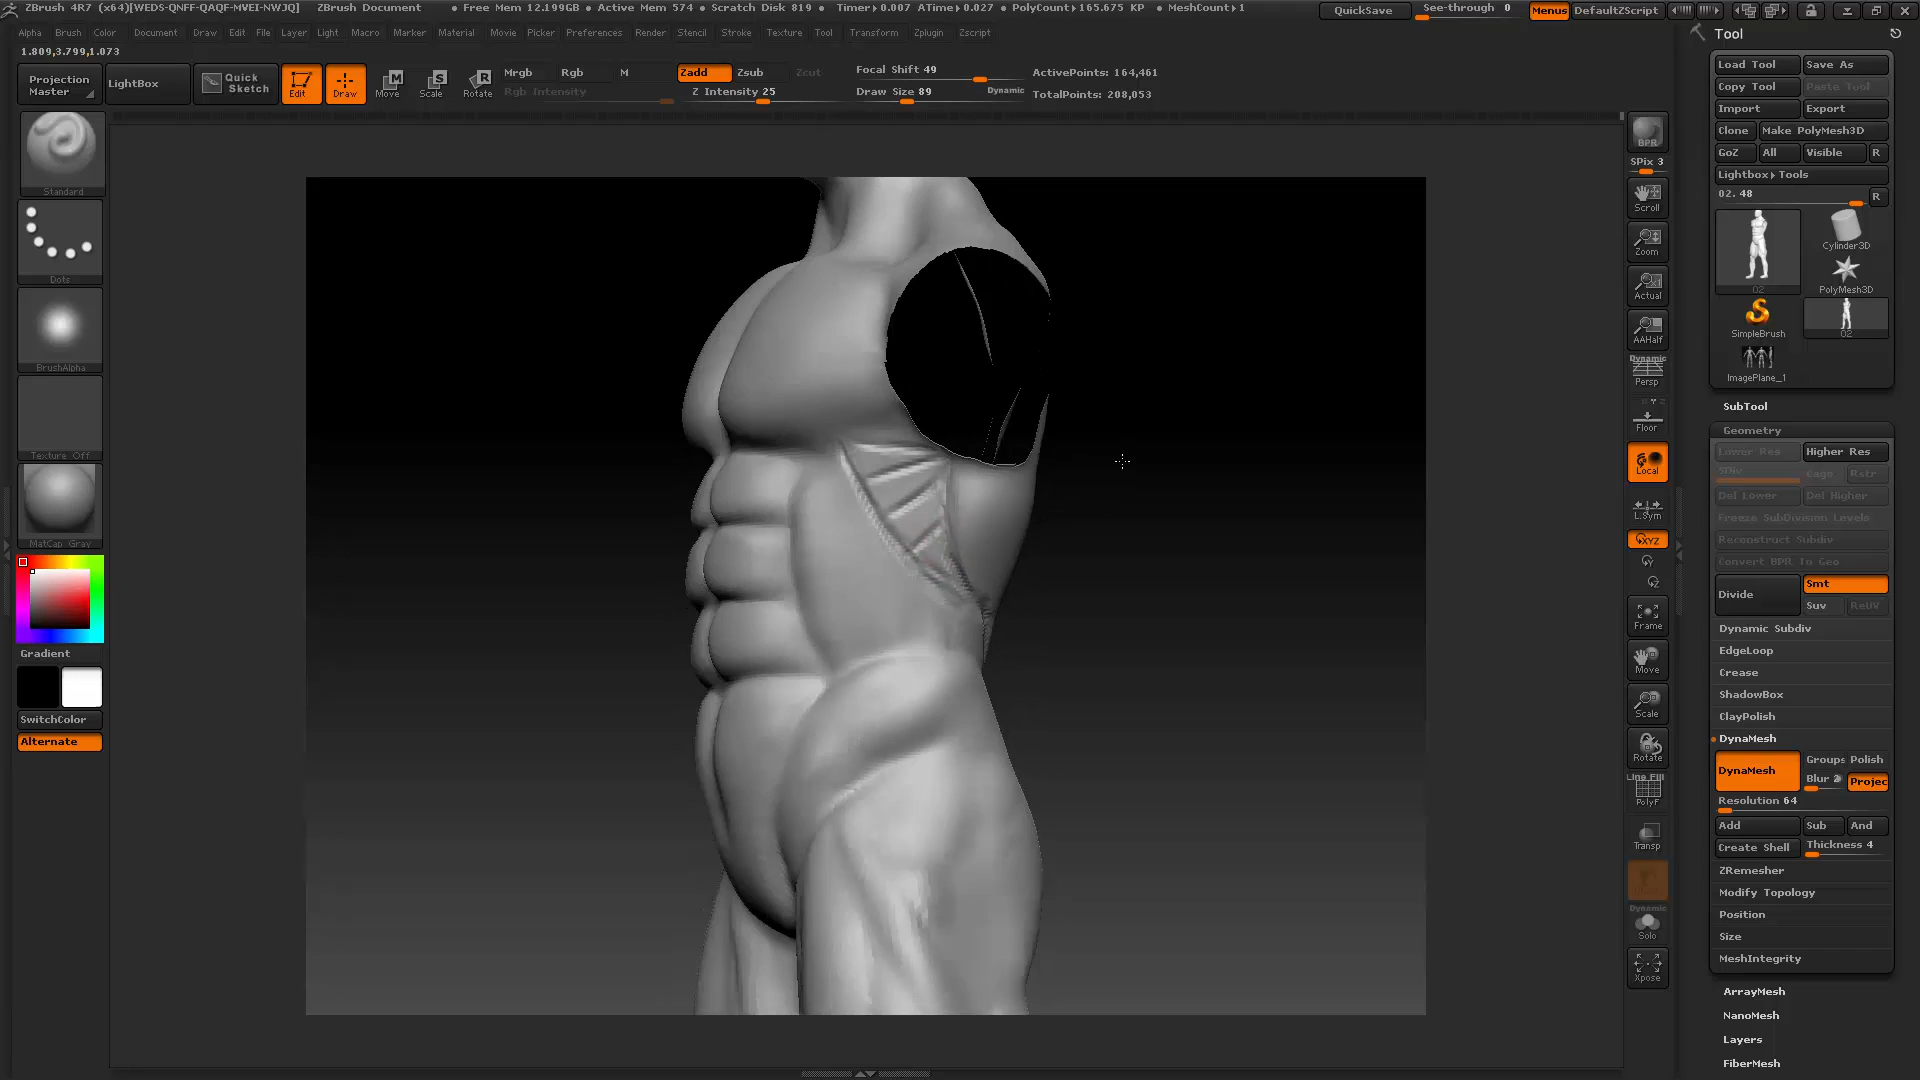 ZBrush 4R7 (x64)[WEDS-QNFF-QAQF-MVEI-NWJQ] ZBrush Document • Free Mem 12.199GB • Active Mem 574 • Scratch Disk 819 • Timer▸0.007 ATime▸0.027 • PolyCount▸165.675 KP • MeshCount▸1 QuickSave See-through 0 Menus DefaultZScript
Alpha Brush Color Document Draw Edit File Layer Light Macro Marker Material Movie Picker Preferences Render Stencil Stroke Texture Tool Transform Zplugin Zscript
1.809,3.799,1.073
Projection Master
LightBox
Quick Sketch
Edit
Draw
Move
Scale
Rotate
Mrgb Rgb M
Rgb Intensity
Zadd Zsub Zcut
Z Intensity 25
Focal Shift 49
Draw Size 89
Dynamic
ActivePoints: 164,461
TotalPoints: 208,053
Standard
Dots
BrushAlpha
Texture Off
MatCap Gray
Gradient
SwitchColor
Alternate
BPR
SPix 3
Scroll
Zoom
Actual
AAHalf
Dynamic
Persp
Floor
Local
L.Sym
XYZ
Frame
Move
Scale
Rotate
Line Fill
PolyF
Transp
Dynamic
Solo
Xpose
Tool
Load Tool Save As
Copy Tool Paste Tool
Import Export
Clone Make PolyMesh3D
GoZ All Visible R
Lightbox▸Tools
02. 48 R
02
Cylinder3D
PolyMesh3D
SimpleBrush
02
ImagePlane_1
SubTool
Geometry
Lower Res Higher Res
SDiv Cage Rstr
Del Lower Del Higher
Freeze SubDivision Levels
Reconstruct Subdiv
Convert BPR To Geo
Divide Smt
Suv ReUV
Dynamic Subdiv
EdgeLoop
Crease
ShadowBox
ClayPolish
DynaMesh
DynaMesh Groups Polish
Blur 2 Projec
Resolution 64
Add Sub And
Create Shell Thickness 4
ZRemesher
Modify Topology
Position
Size
MeshIntegrity
ArrayMesh
NanoMesh
Layers
FiberMesh